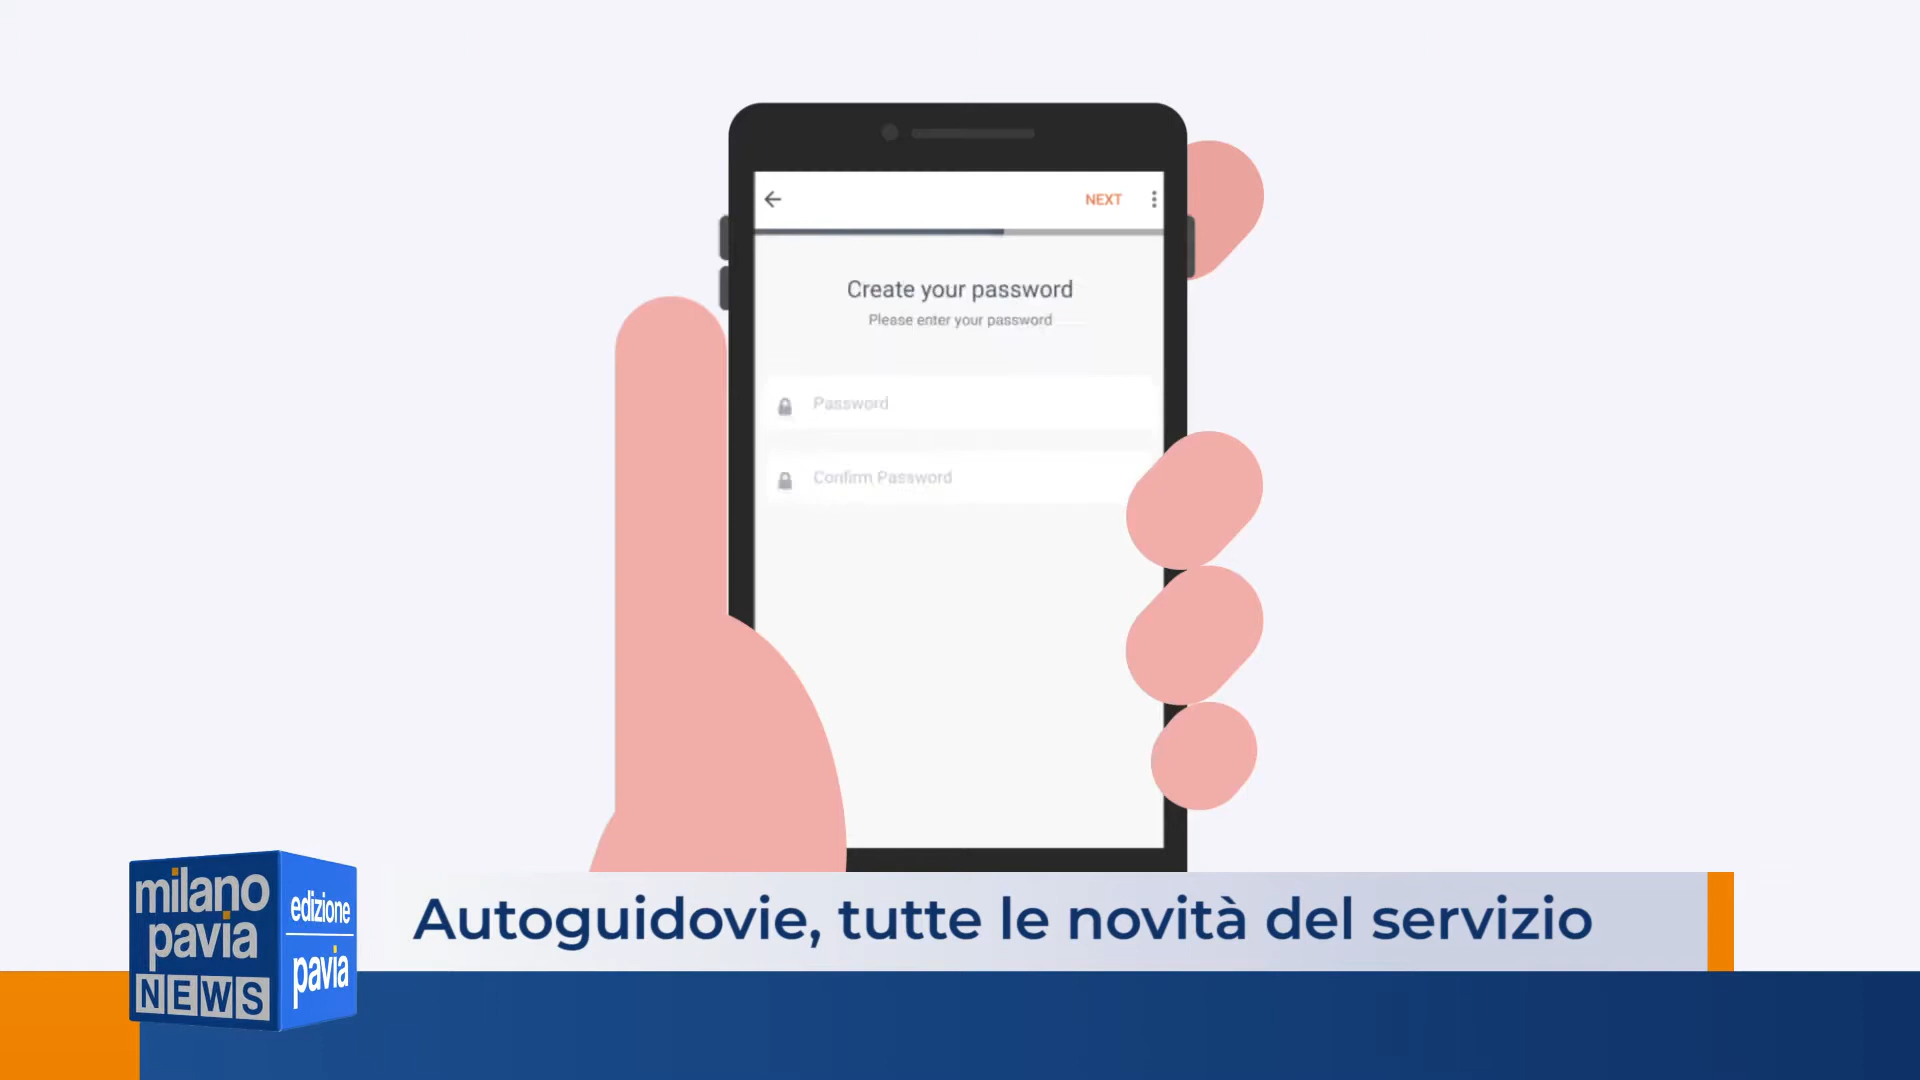 NEXT
Create your password
Please enter your password
Password
Confirm Password
Autoguidovie, tutte le novità del servizio
milano
pavia
NEWS
edizione
pavia